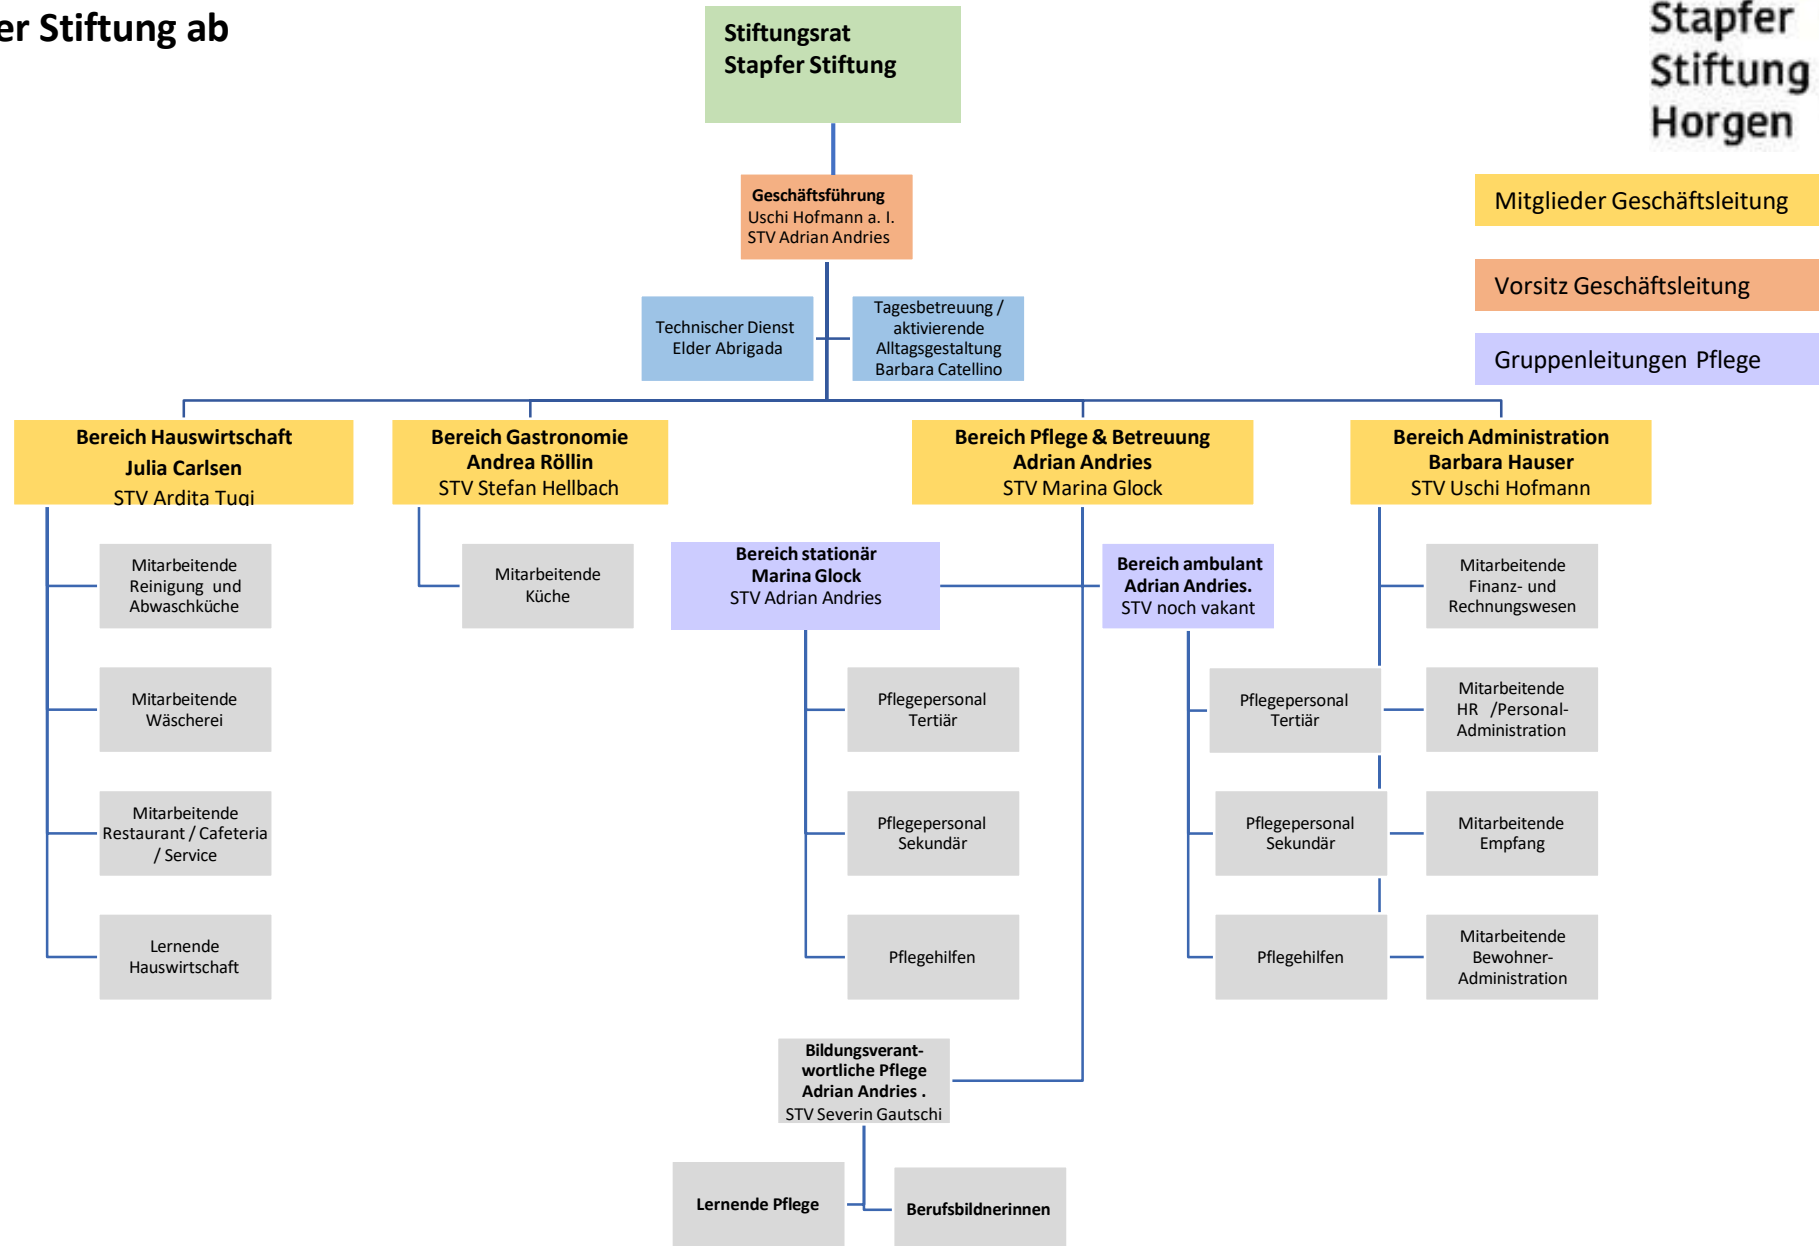 er Stiftung ab
Stiftungsrat
Stapfer Stiftung
Stapfer
Stiftung
Horgen
Geschäftsführung
Uschi Hofmann a. I.
STV Adrian Andries
Mitglieder Geschäftsleitung
Vorsitz Geschäftsleitung
Gruppenleitungen Pflege
Technischer Dienst
Elder Abrigada
Tagesbetreuung /
aktivierende
Alltagsgestaltung
Barbara Catellino
Bereich Hauswirtschaft
Julia Carlsen
STV Ardita Tugi
Bereich Gastronomie
Andrea Röllin
STV Stefan Hellbach
Bereich Pflege & Betreuung
Adrian Andries
STV Marina Glock
Bereich Administration
Barbara Hauser
STV Uschi Hofmann
Mitarbeitende
Reinigung und
Abwaschküche
Mitarbeitende
Küche
Bereich stationär
Marina Glock
STV Adrian Andries
Bereich ambulant
Adrian Andries.
STV noch vakant
Mitarbeitende
Finanz- und
Rechnungswesen
Mitarbeitende
Wäscherei
Pflegepersonal
Tertiär
Pflegepersonal
Tertiär
Mitarbeitende
HR /Personal-
Administration
Mitarbeitende
Restaurant / Cafeteria
/ Service
Pflegepersonal
Sekundär
Pflegepersonal
Sekundär
Mitarbeitende
Empfang
Lernende
Hauswirtschaft
Pflegehilfen
Pflegehilfen
Mitarbeitende
Bewohner-
Administration
Bildungsverant-
wortliche Pflege
Adrian Andries .
STV Severin Gautschi
Lernende Pflege
Berufsbildnerinnen